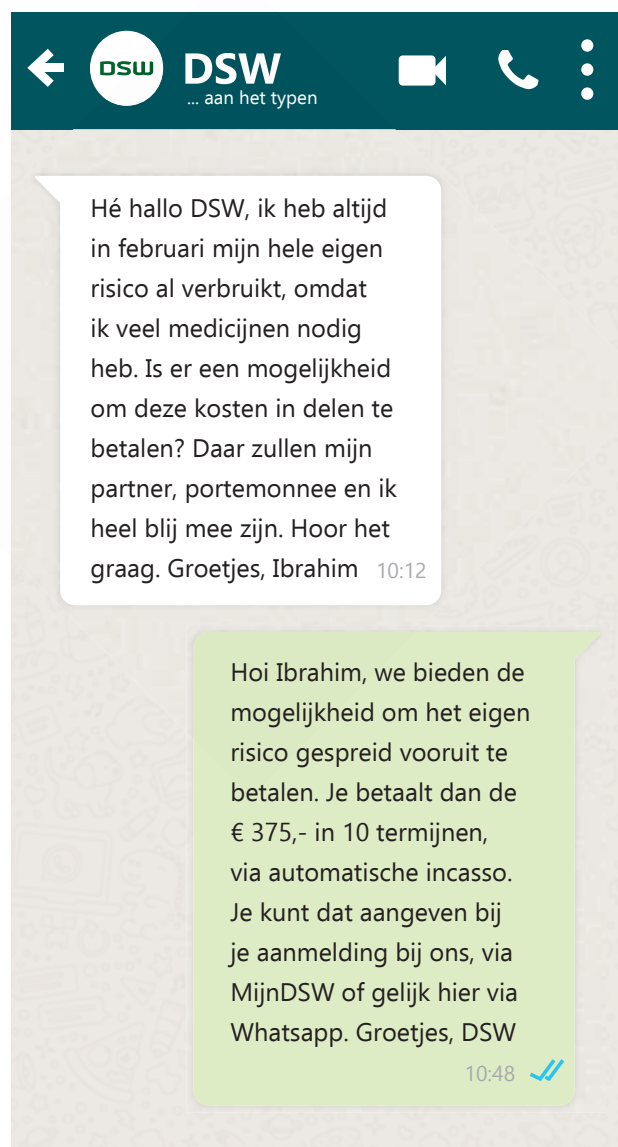 DSW
DSW
... aan het typen
Hé hallo DSW, ik heb altijd
in februari mijn hele eigen
risico al verbruikt, omdat
ik veel medicijnen nodig
heb. Is er een mogelijkheid
om deze kosten in delen te
betalen? Daar zullen mijn
partner, portemonnee en ik
heel blij mee zijn. Hoor het
graag. Groetjes, Ibrahim 10:12
Hoi Ibrahim, we bieden de
mogelijkheid om het eigen
risico gespreid vooruit te
betalen. Je betaalt dan de
€ 375,- in 10 termijnen,
via automatische incasso.
Je kunt dat aangeven bij
je aanmelding bij ons, via
MijnDSW of gelijk hier via
Whatsapp. Groetjes, DSW
10:48